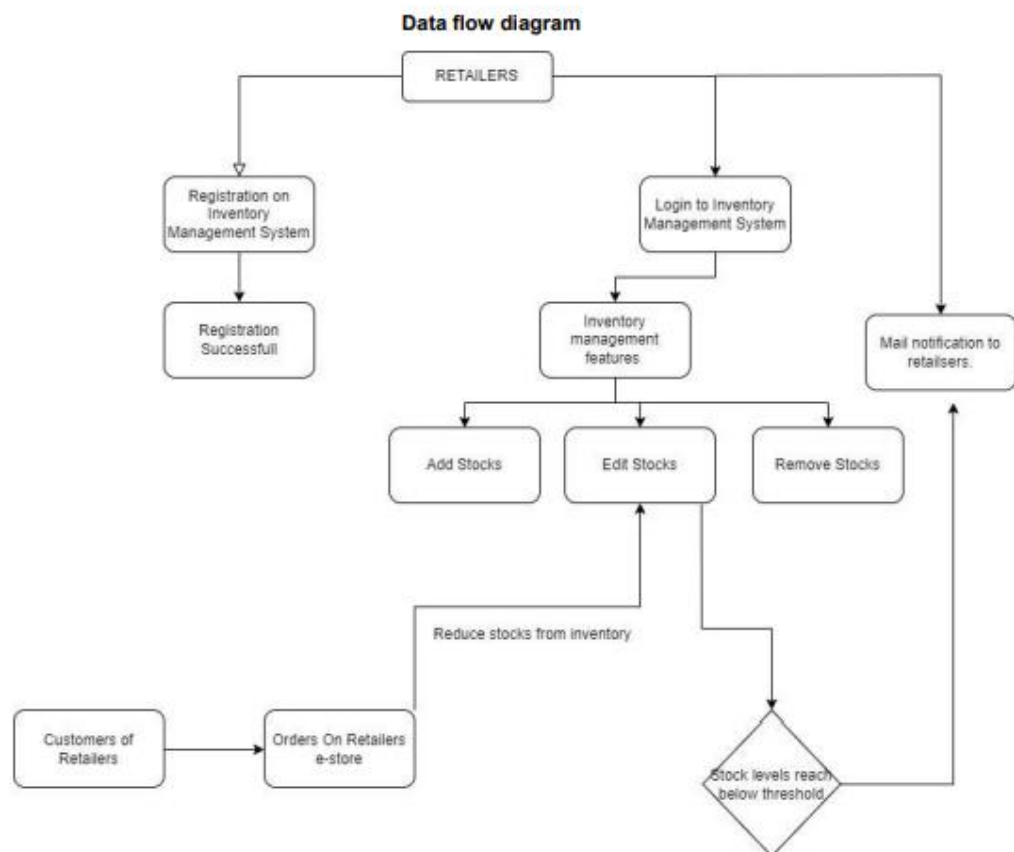 Data flow diagram
RETAILERS
Registration on
Inventory
Management System
Login to Inventory
Management System
Registration
Successfull
Inventory
management
features
Mail notification to
retailsers.
Add Stocks
Edit Stocks
Remove Stocks
Reduce stocks from inventory
Customers of
Retailers
Orders On Retailers
e-store
Stock levels reach
below threshold